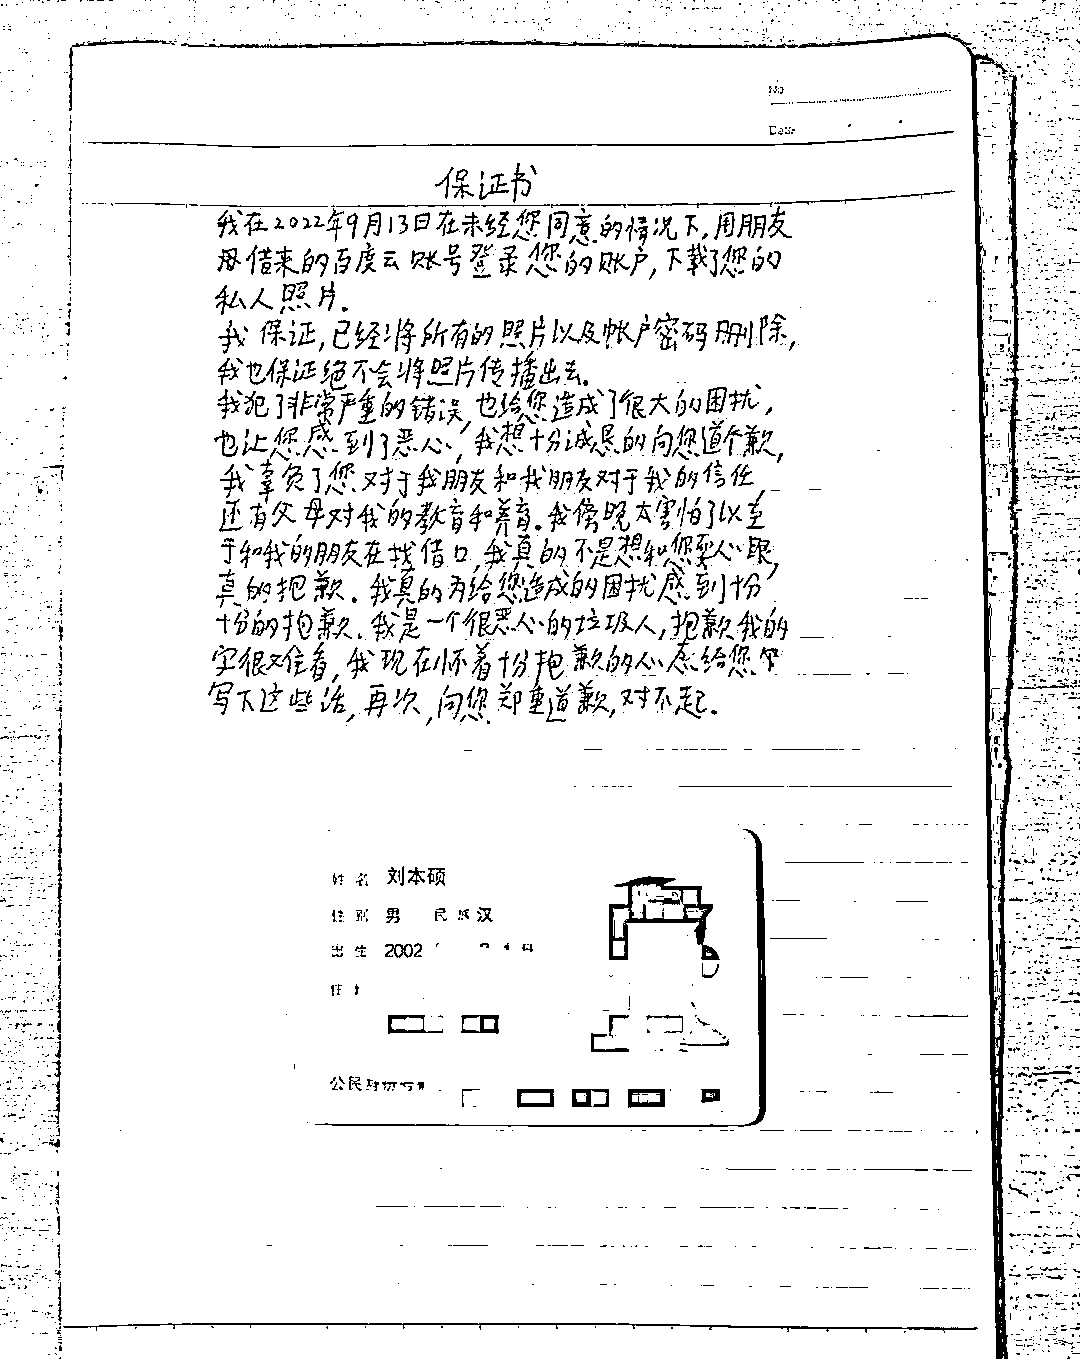 No
Date
保证书
我在2022年9月13日在未经您同意的情况下,用朋友
借来的百度云账号登录您的账户,下载了您的
私人照片.
我保证,已经将所有的照片以及帐户密码删除,
我也保证绝不会将照片传播出去.
我犯了非常严重的错误,也给您造成了很大的困扰,
也让您感到了恶心,我想十分诚恳的向您道个歉,
我辜负了您对于我朋友和我朋友对于我的信任
还有父母对我的教育和养育.我傍晚太害怕了以至
于和我的朋友在找借口,我真的不是想和您耍心眼,
真的抱歉.我真的为给您造成的困扰感到十分
十分的抱歉.我是一个很恶心的垃圾人,抱歉我的
字很难看,我现在怀着十分抱歉的心态给您
写下这些话,再次,向您郑重道歉,对不起.
姓名 刘本硕
性别 男 民族 汉
出生 2002
住
公民身份号